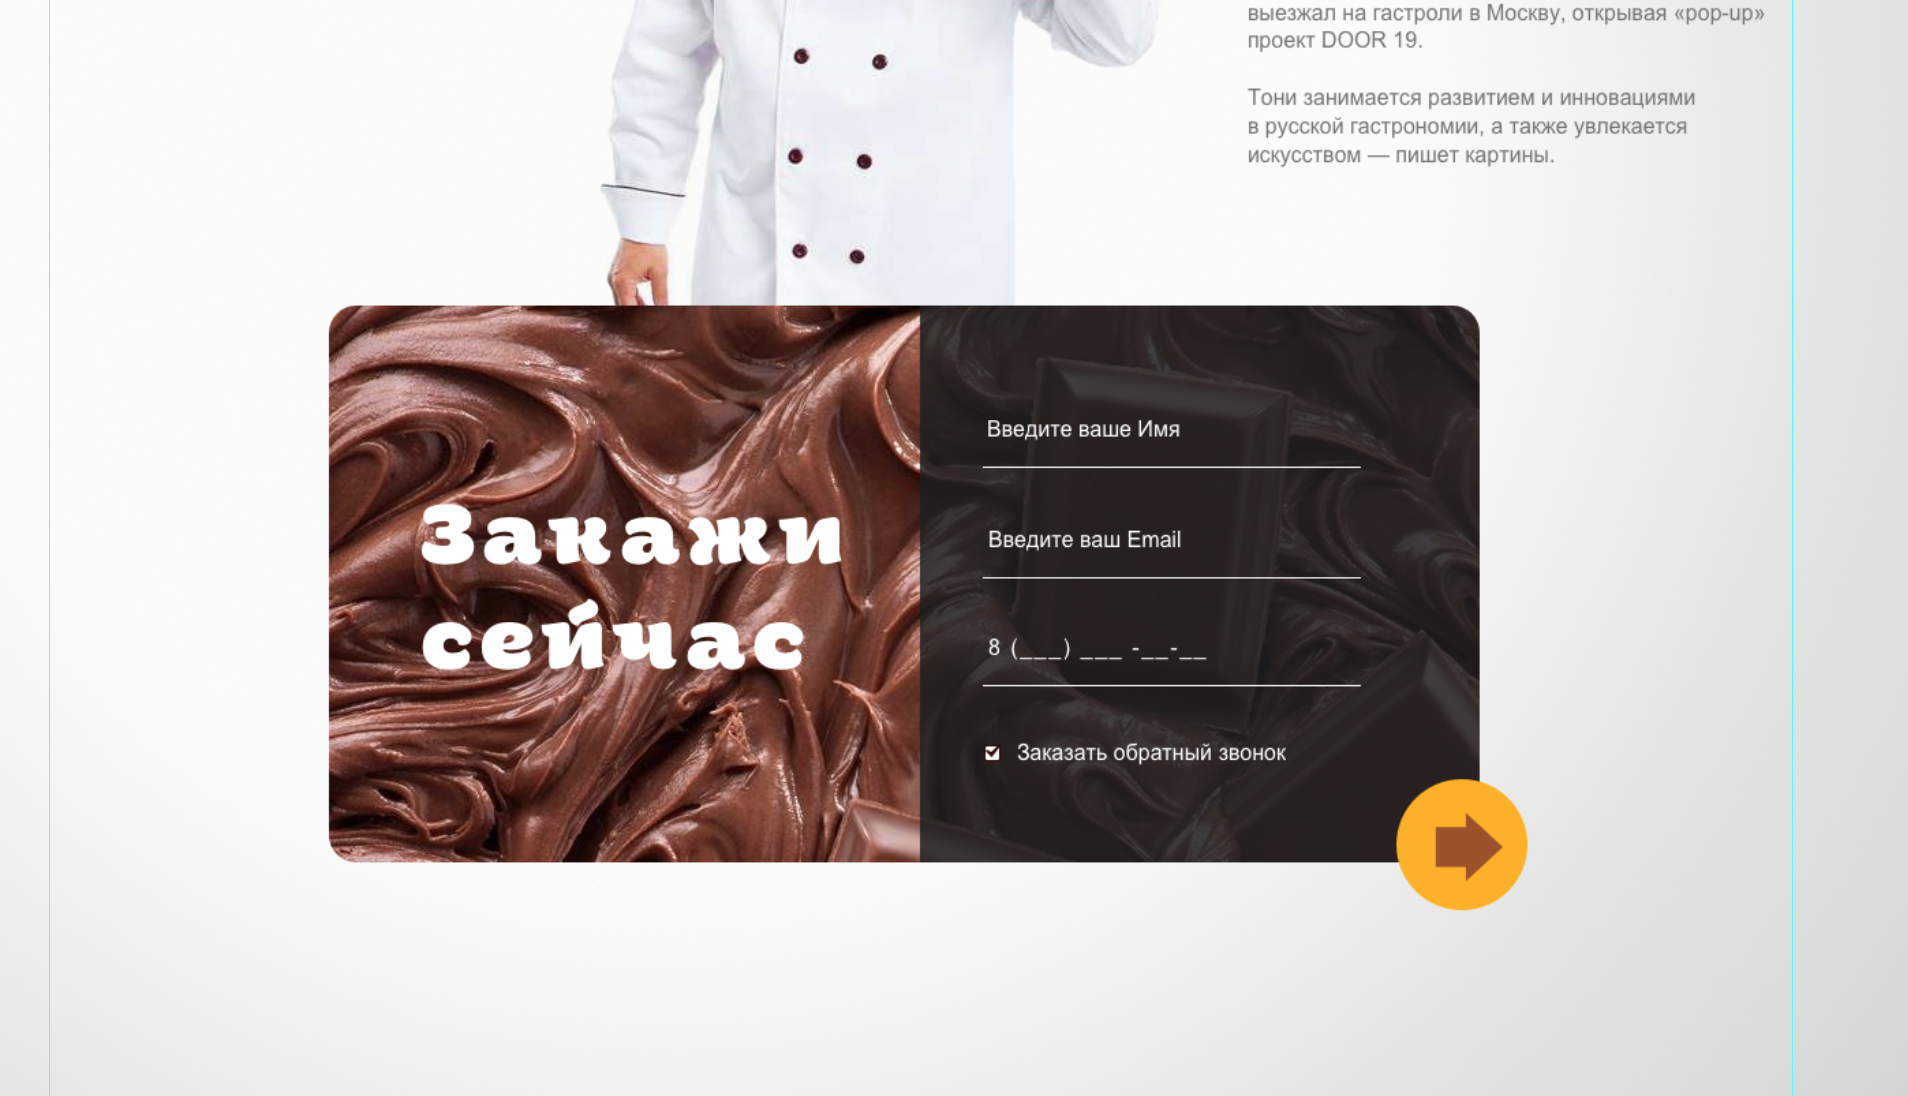 выезжал на гастроли в Москву, открывая «pop-up»
проект DOOR 19.
Тони занимается развитием и инновациями
в русской гастрономии, а также увлекается
искусством — пишет картины.
Закажи
сейчас
Введите ваше Имя
Введите ваш Email
8 (___) ___ -__-__
Заказать обратный звонок